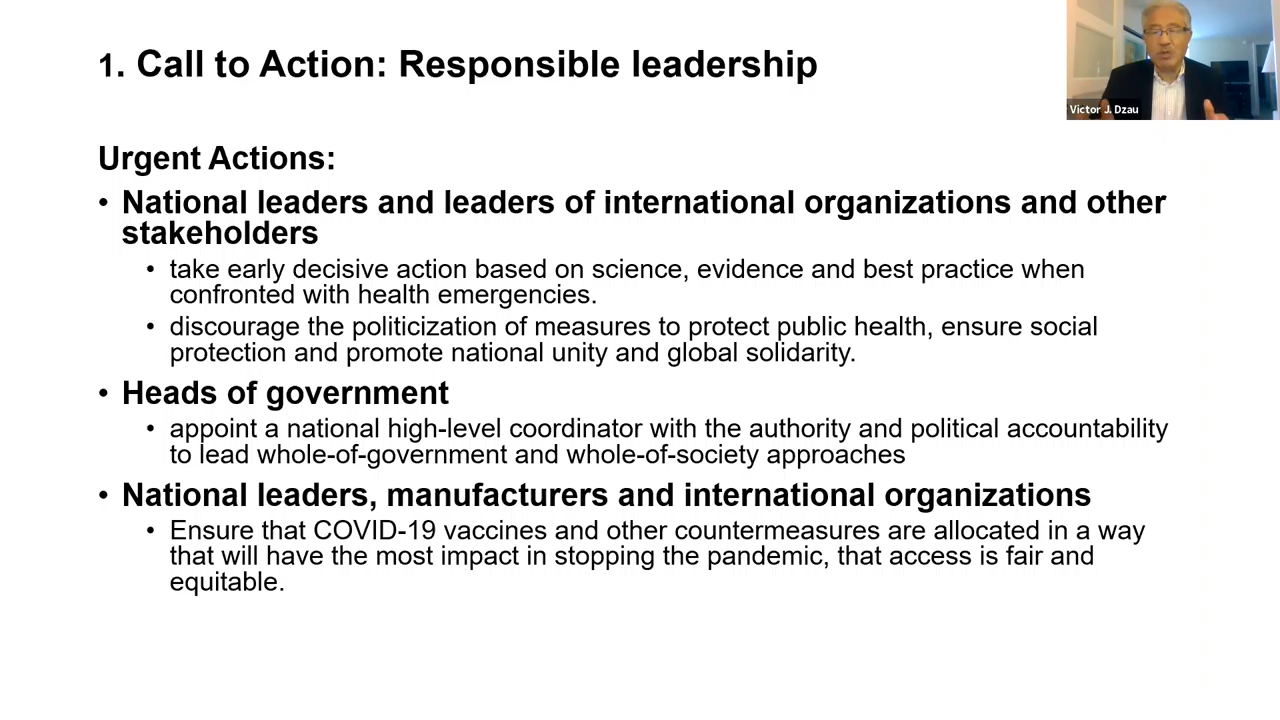 1. Call to Action: Responsible leadership
Victor J. Dzau
Urgent Actions:
• National leaders and leaders of international organizations and other
stakeholders
• take early decisive action based on science, evidence and best practice when
confronted with health emergencies.
• discourage the politicization of measures to protect public health, ensure social
protection and promote national unity and global solidarity.
• Heads of government
• appoint a national high-level coordinator with the authority and political accountability
to lead whole-of-government and whole-of-society approaches
• National leaders, manufacturers and international organizations
• Ensure that COVID-19 vaccines and other countermeasures are allocated in a way
that will have the most impact in stopping the pandemic, that access is fair and
equitable.